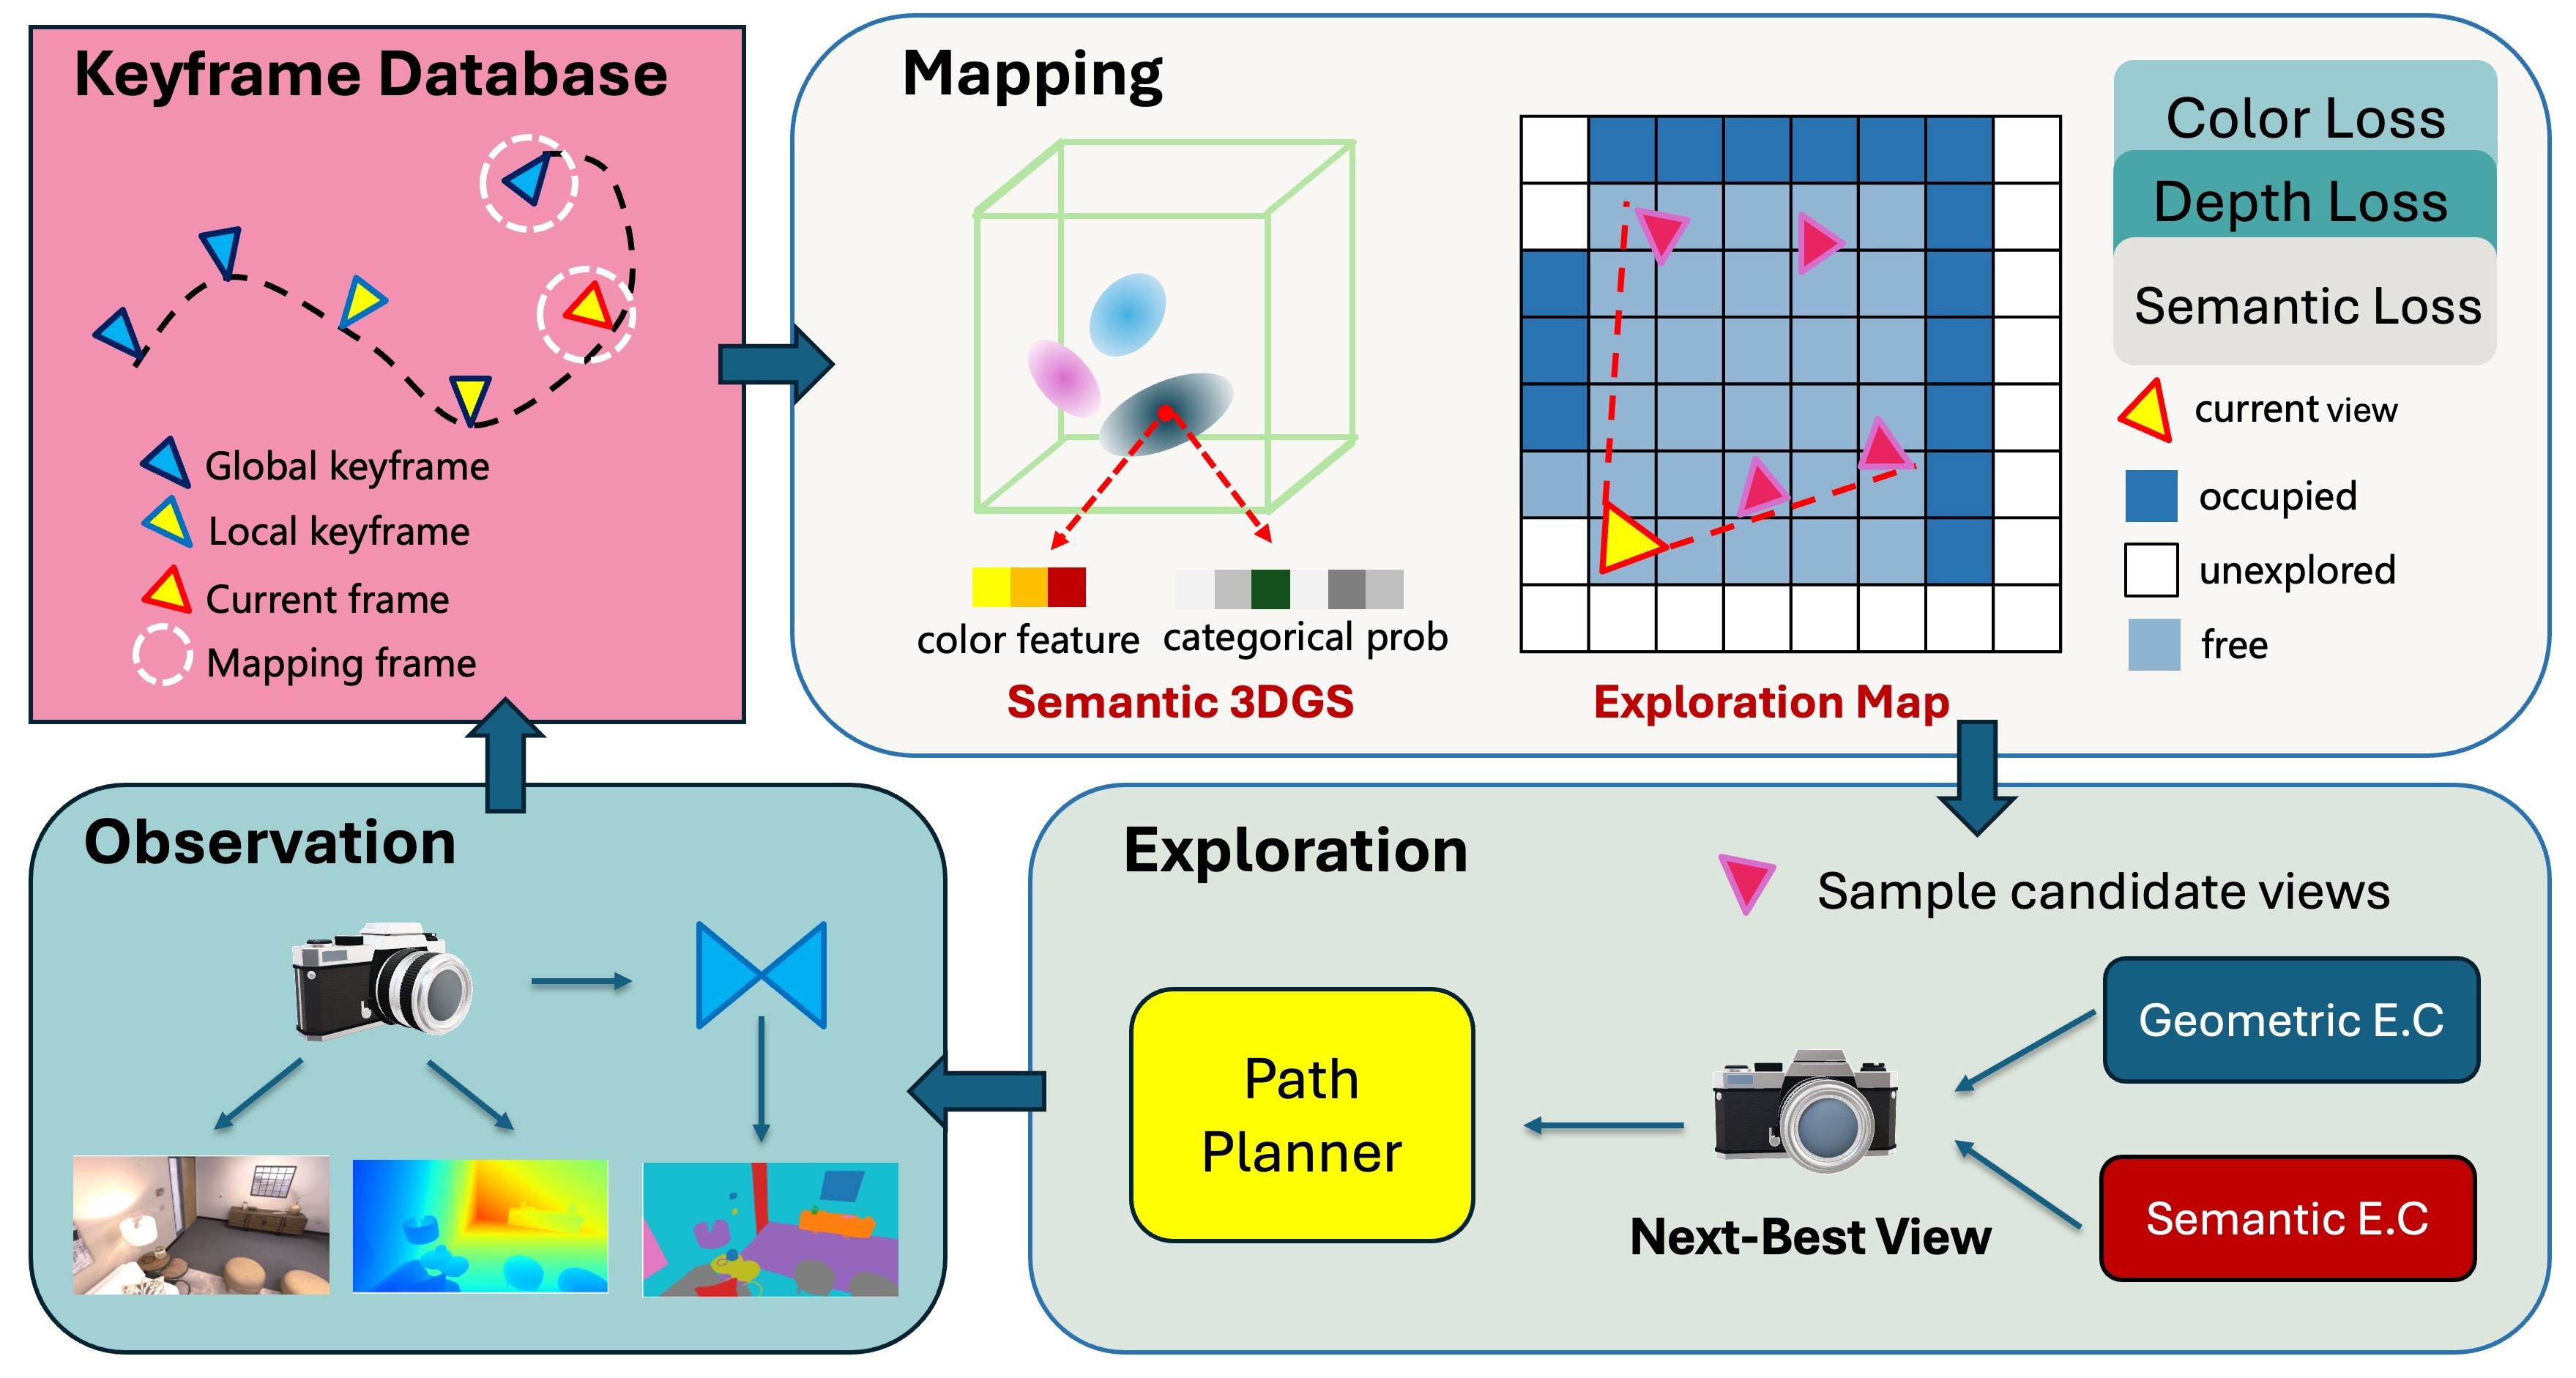 Keyframe Database
Global keyframe
Local keyframe
Current frame
Mapping frame
Mapping
color feature
categorical prob
Semantic 3DGS
Exploration Map
Color Loss
Depth Loss
Semantic Loss
current view
occupied
unexplored
free
Observation
Exploration
Sample candidate views
Path
Planner
Next-Best View
Geometric E.C
Semantic E.C